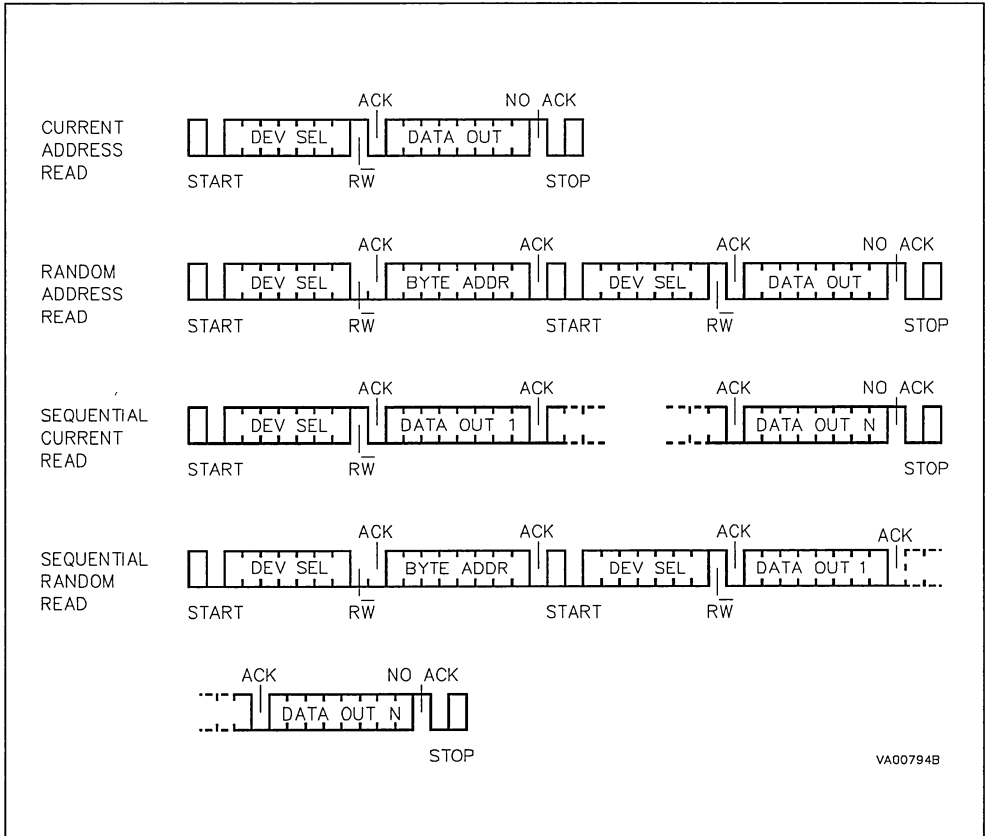 ACK NO ACK
CURRENT
ADDRESS
READ
DEV SEL DATA OUT
START RW STOP
ACK ACK ACK NO ACK
RANDOM
ADDRESS
READ
DEV SEL BYTE ADDR DEV SEL DATA OUT
START RW START RW STOP
ACK ACK ACK NO ACK
SEQUENTIAL
CURRENT
READ
DEV SEL DATA OUT 1 DATA OUT N
START RW STOP
ACK ACK ACK ACK
SEQUENTIAL
RANDOM
READ
DEV SEL BYTE ADDR DEV SEL DATA OUT 1
START RW START RW
ACK NO ACK
DATA OUT N
STOP
VA00794B